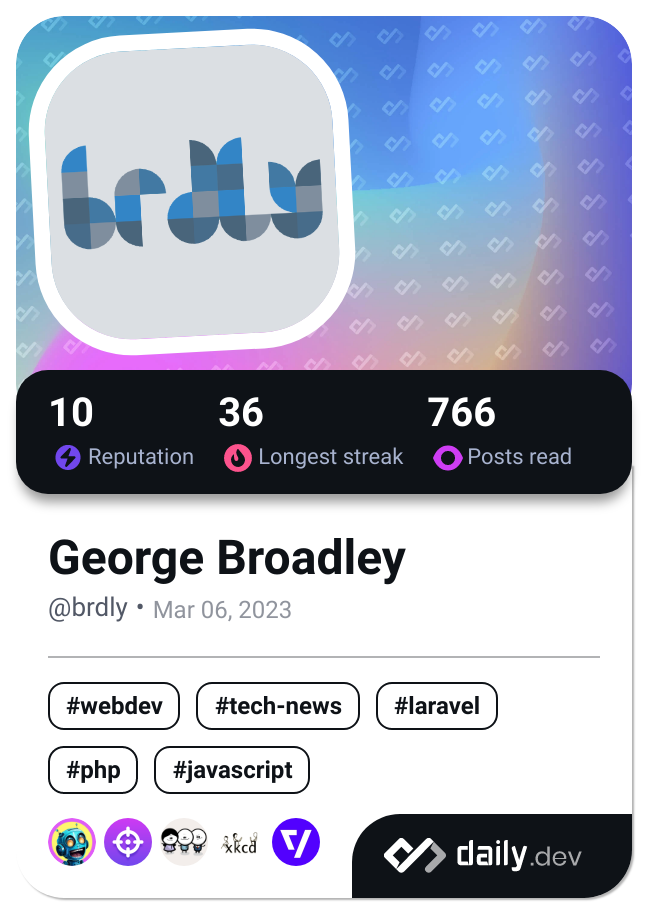 brdly
10 36 766
Reputation Longest streak Posts read
George Broadley
@brdly • Mar 06, 2023
#webdev #tech-news #laravel
#php #javascript
xkcd
daily.dev